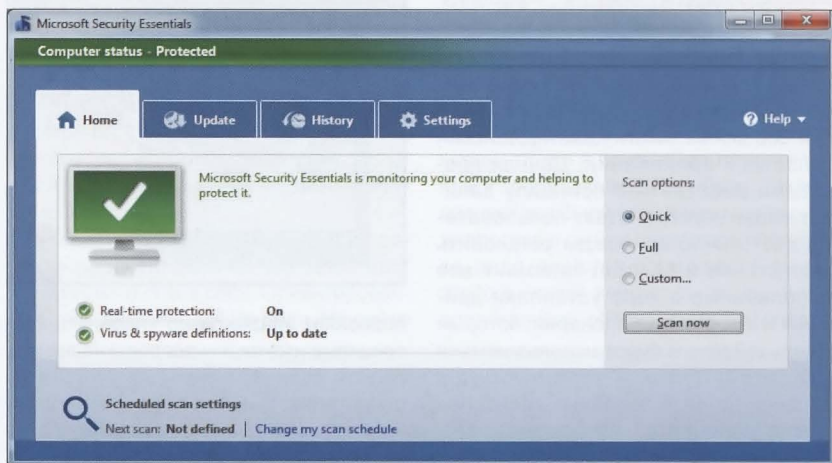 Microsoft Security Essentials
Computer status - Protected
Home
Update
History
Settings
Help
Microsoft Security Essentials is monitoring your computer and helping to
protect it.
Scan options:
Quick
Full
Custom...
Scan now
Real-time protection: On
Virus & spyware definitions: Up to date
Scheduled scan settings
Next scan: Not defined | Change my scan schedule